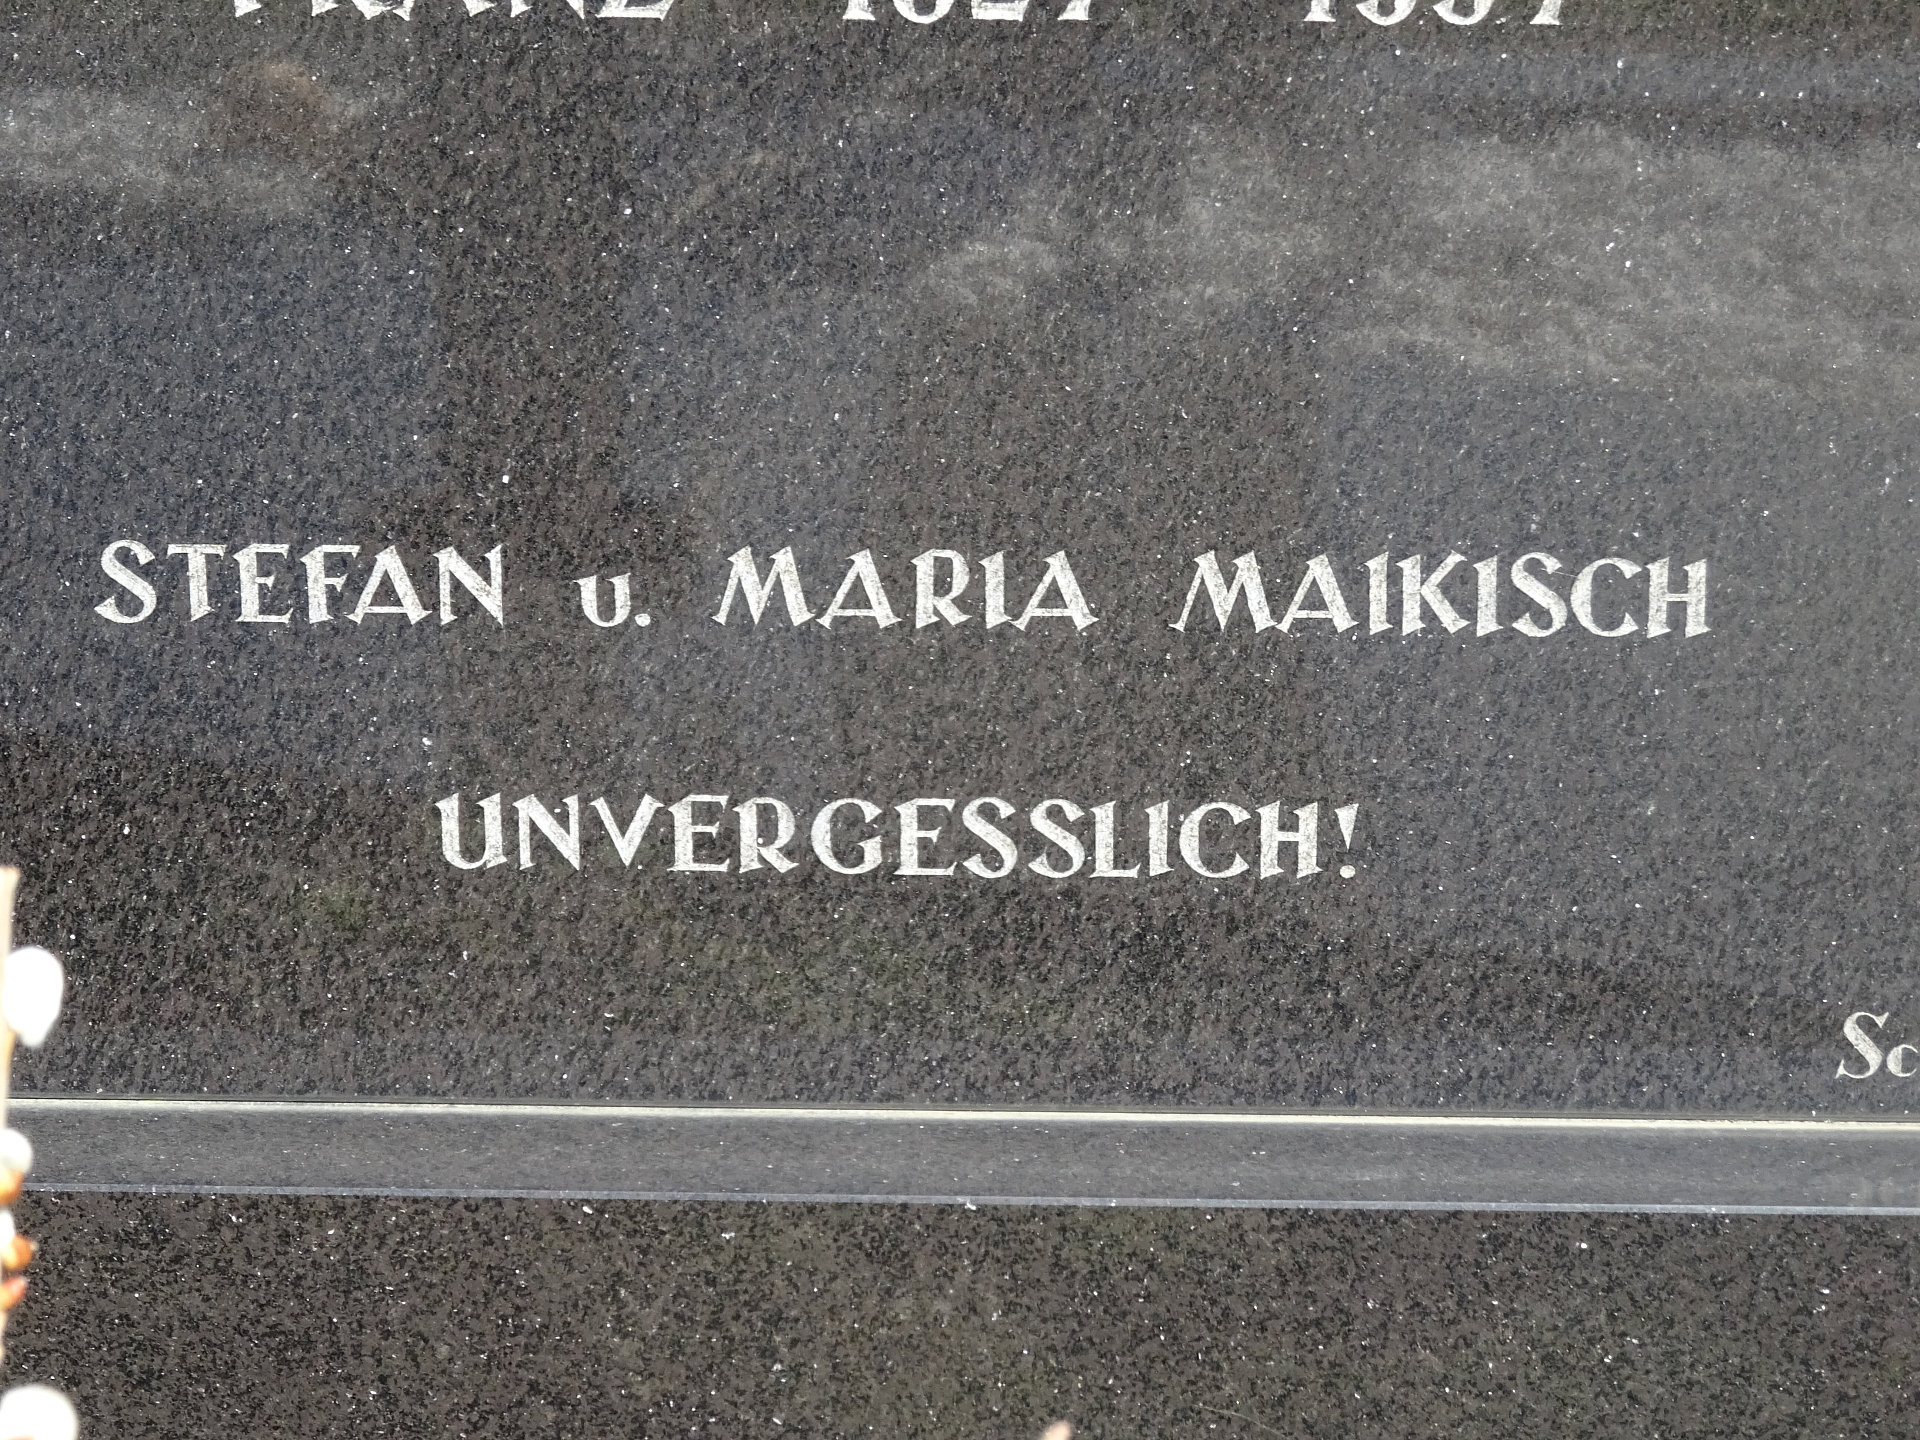 STEFAN u. MARIA MAIKISCH
UNVERGESSLICH!